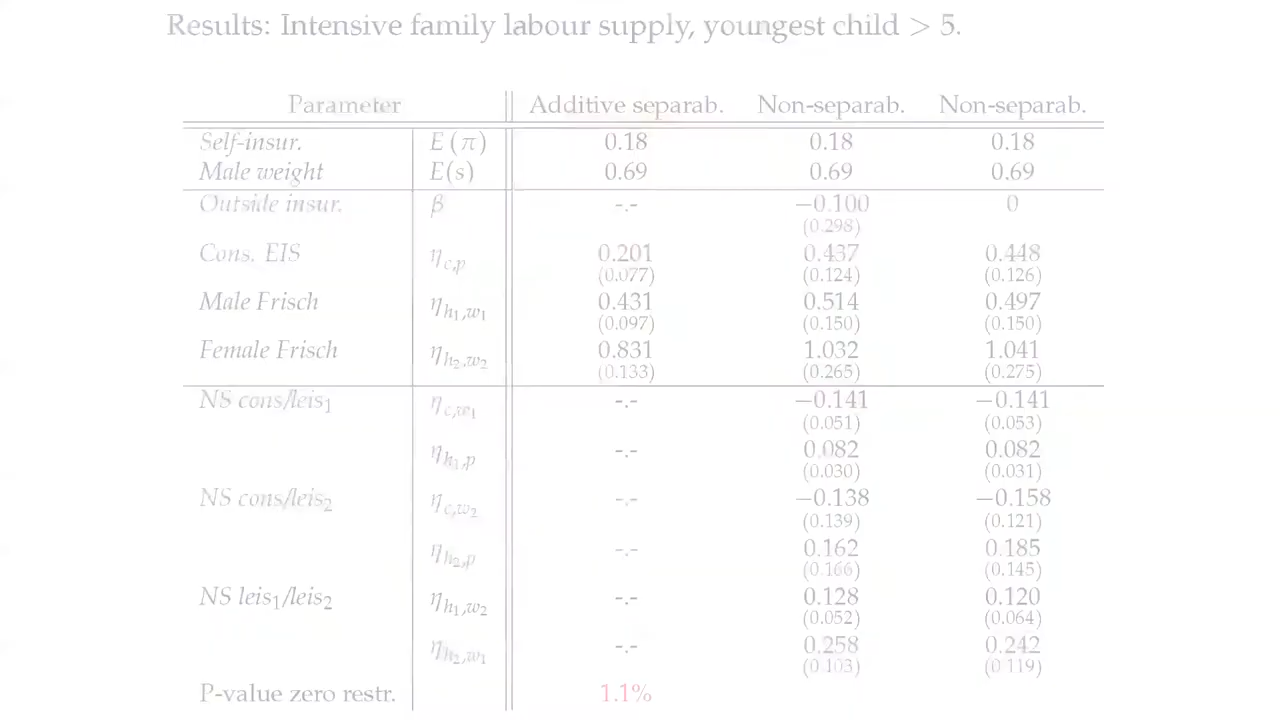 Results: Intensive family labour supply, youngest child > 5.
Parameter Additive separab. Non-separab. Non-separab.
Self-insur. E (π) 0.18 0.18 0.18
Male weight E(s) 0.69 0.69 0.69
Outside insur. β -.- −0.100 0
(0.298)
Cons. EIS η_{c,p} 0.201 0.437 0.448
(0.077) (0.124) (0.126)
Male Frisch η_{h₁,w₁} 0.431 0.514 0.497
(0.097) (0.150) (0.150)
Female Frisch η_{h₂,w₂} 0.831 1.032 1.041
(0.133) (0.265) (0.275)
NS cons/leis₁ η_{c,w₁} -.- −0.141 −0.141
(0.051) (0.053)
η_{h₁,p} -.- 0.082 0.082
(0.030) (0.031)
NS cons/leis₂ η_{c,w₂} -.- −0.138 −0.158
(0.139) (0.121)
η_{h₂,p} -.- 0.162 0.185
(0.166) (0.145)
NS leis₁/leis₂ η_{h₁,w₂} -.- 0.128 0.120
(0.052) (0.064)
η_{h₂,w₁} -.- 0.258 0.242
(0.103) (0.119)
P-value zero restr. 1.1%